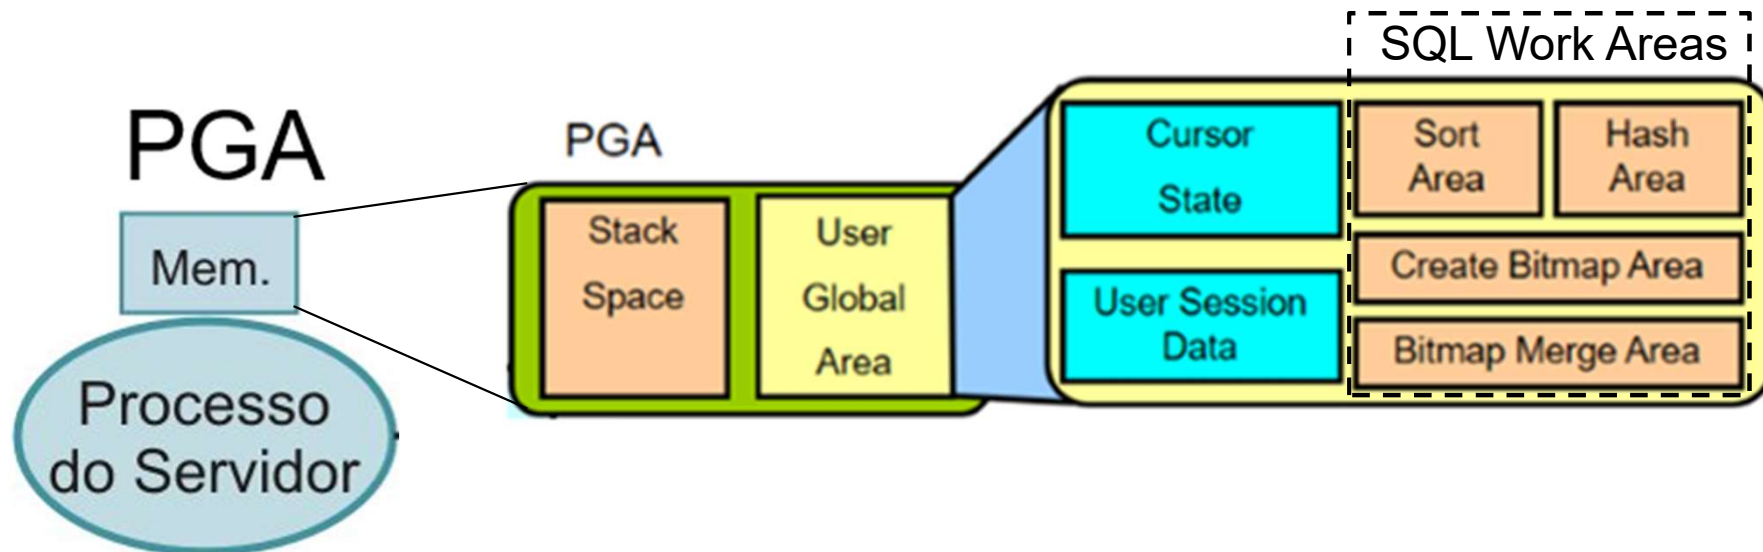 PGA
Mem.
Processo
do Servidor
PGA
Stack
Space
User
Global
Area
Cursor
State
User Session
Data
SQL Work Areas
Sort
Area
Hash
Area
Create Bitmap Area
Bitmap Merge Area